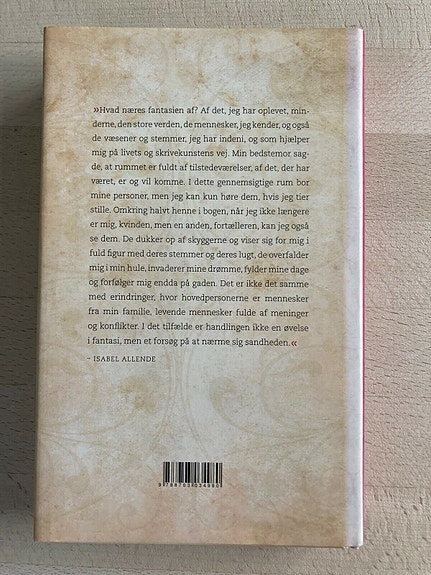 »Hvad næres fantasien af? Af det, jeg har oplevet, min-
derne, den store verden, de mennesker, jeg kender, og også
de væsener og stemmer, jeg har indeni, og som hjælper
mig på livets og skrivekunstens vej. Min bedstemor sag-
de, at rummet er fuldt af tilstedeværelser, af det, der har
været, er og vil komme. I dette gennemsigtige rum bor
mine personer, men jeg kan kun høre dem, hvis jeg tier
stille. Omkring halvt henne i bogen, når jeg ikke længere
er mig, kvinden, men en anden, fortælleren, kan jeg også
se dem. De dukker op af skyggerne og viser sig for mig i
fuld figur med deres stemmer og deres lugt, de overfalder
mig i min hule, invaderer mine drømme, fylder mine dage
og forfølger mig endda på gaden. Det er ikke det samme
med erindringer, hvor hovedpersonerne er mennesker
fra min familie, levende mennesker fulde af meninger
og konflikter. I det tilfælde er handlingen ikke en øvelse
i fantasi, men et forsøg på at nærme sig sandheden.«
– ISABEL ALLENDE